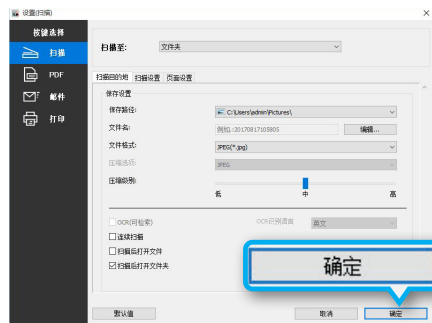 设置(扫描)
按键选择
扫描
PDF
邮件
打印
扫描至: 文件夹
扫描目的地 扫描设置 页面设置
保存设置
保存路径: C:\Users\admin\Pictures\
文件名: 例如.:20170817105805 编辑...
文件格式: JPEG(*.jpg)
压缩选项: JPEG
压缩级别:
低 中 高
OCR(可检索) OCR识别语言 英文
连续扫描
扫描后打开文件
扫描后打开文件夹
确定
默认值 取消 确定